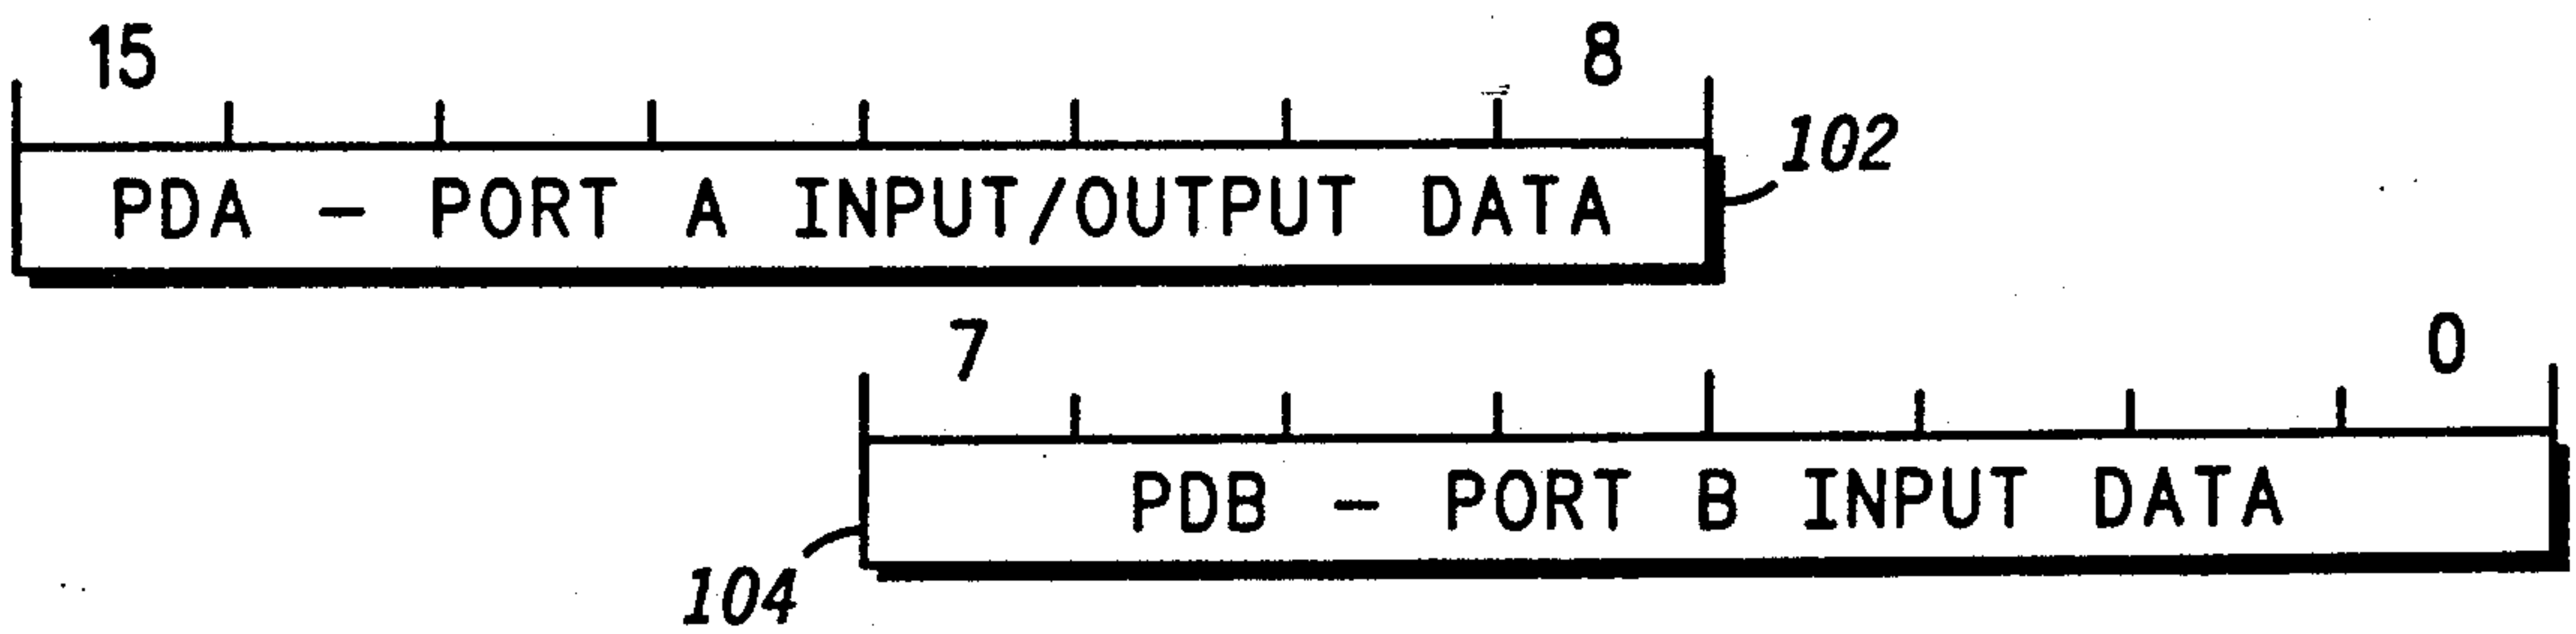 15 8
PDA – PORT A INPUT/OUTPUT DATA
102
7 0
PDB – PORT B INPUT DATA
104